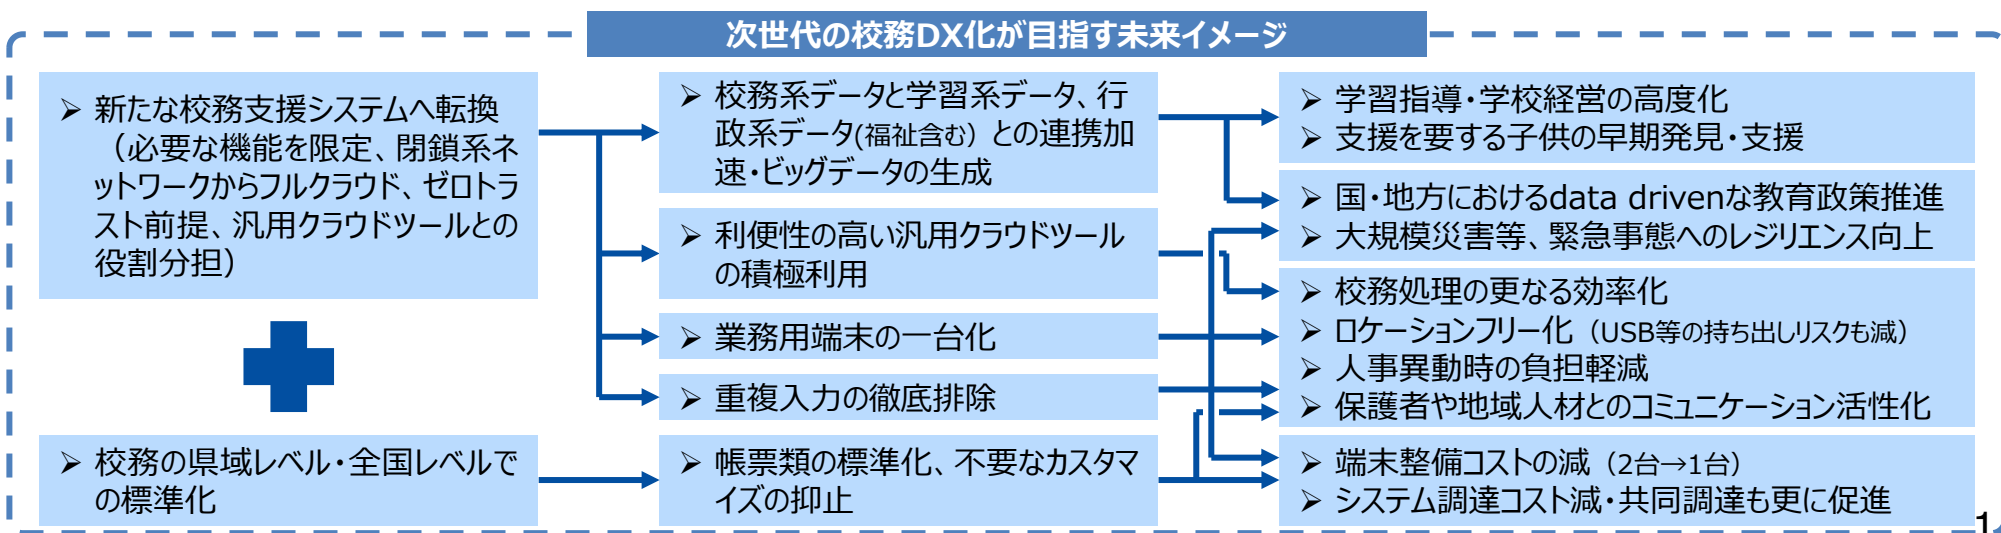 次世代の校務DX化が目指す未来イメージ
➢ 新たな校務支援システムへ転換
（必要な機能を限定、閉鎖系ネ
ットワークからフルクラウド、ゼロトラ
スト前提、汎用クラウドツールとの
役割分担）
➢ 校務の県域レベル・全国レベルで
の標準化
➢ 校務系データと学習系データ、行
政系データ(福祉含む）との連携加
速・ビッグデータの生成
➢ 利便性の高い汎用クラウドツール
の積極利用
➢ 業務用端末の一台化
➢ 重複入力の徹底排除
➢ 帳票類の標準化、不要なカスタマ
イズの抑止
➢ 学習指導・学校経営の高度化
➢ 支援を要する子供の早期発見・支援
➢ 国・地方におけるdata drivenな教育政策推進
➢ 大規模災害等、緊急事態へのレジリエンス向上
➢ 校務処理の更なる効率化
➢ ロケーションフリー化（USB等の持ち出しリスクも減）
➢ 人事異動時の負担軽減
➢ 保護者や地域人材とのコミュニケーション活性化
➢ 端末整備コストの減（2台→1台）
➢ システム調達コスト減・共同調達も更に促進
1